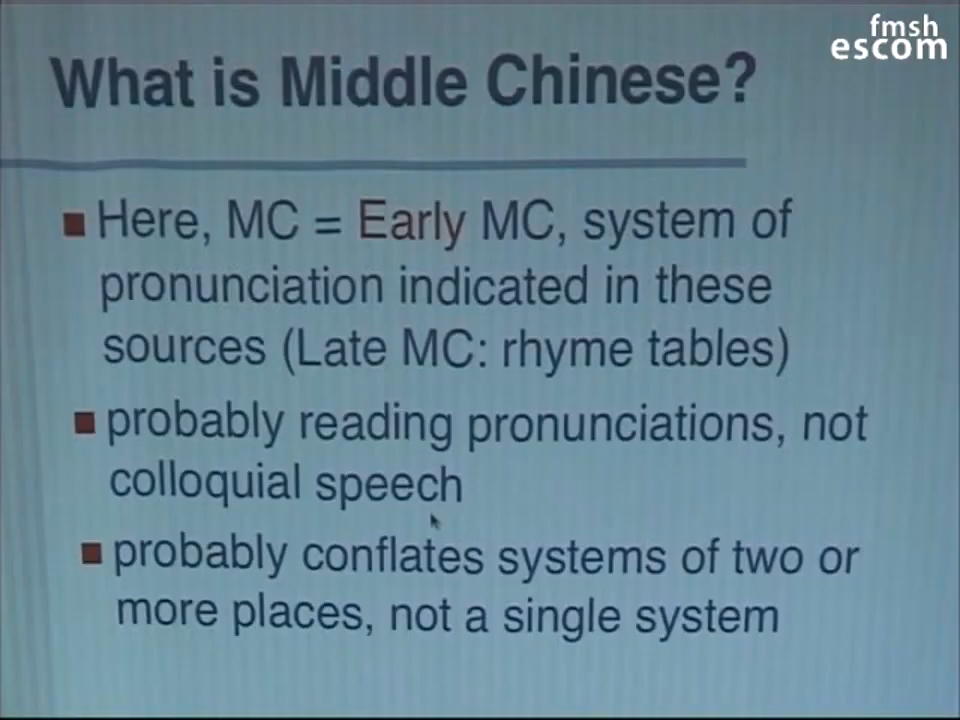 fmsh
escom
What is Middle Chinese?
Here, MC = Early MC, system of
pronunciation indicated in these
sources (Late MC: rhyme tables)
probably reading pronunciations, not
colloquial speech
probably conflates systems of two or
more places, not a single system